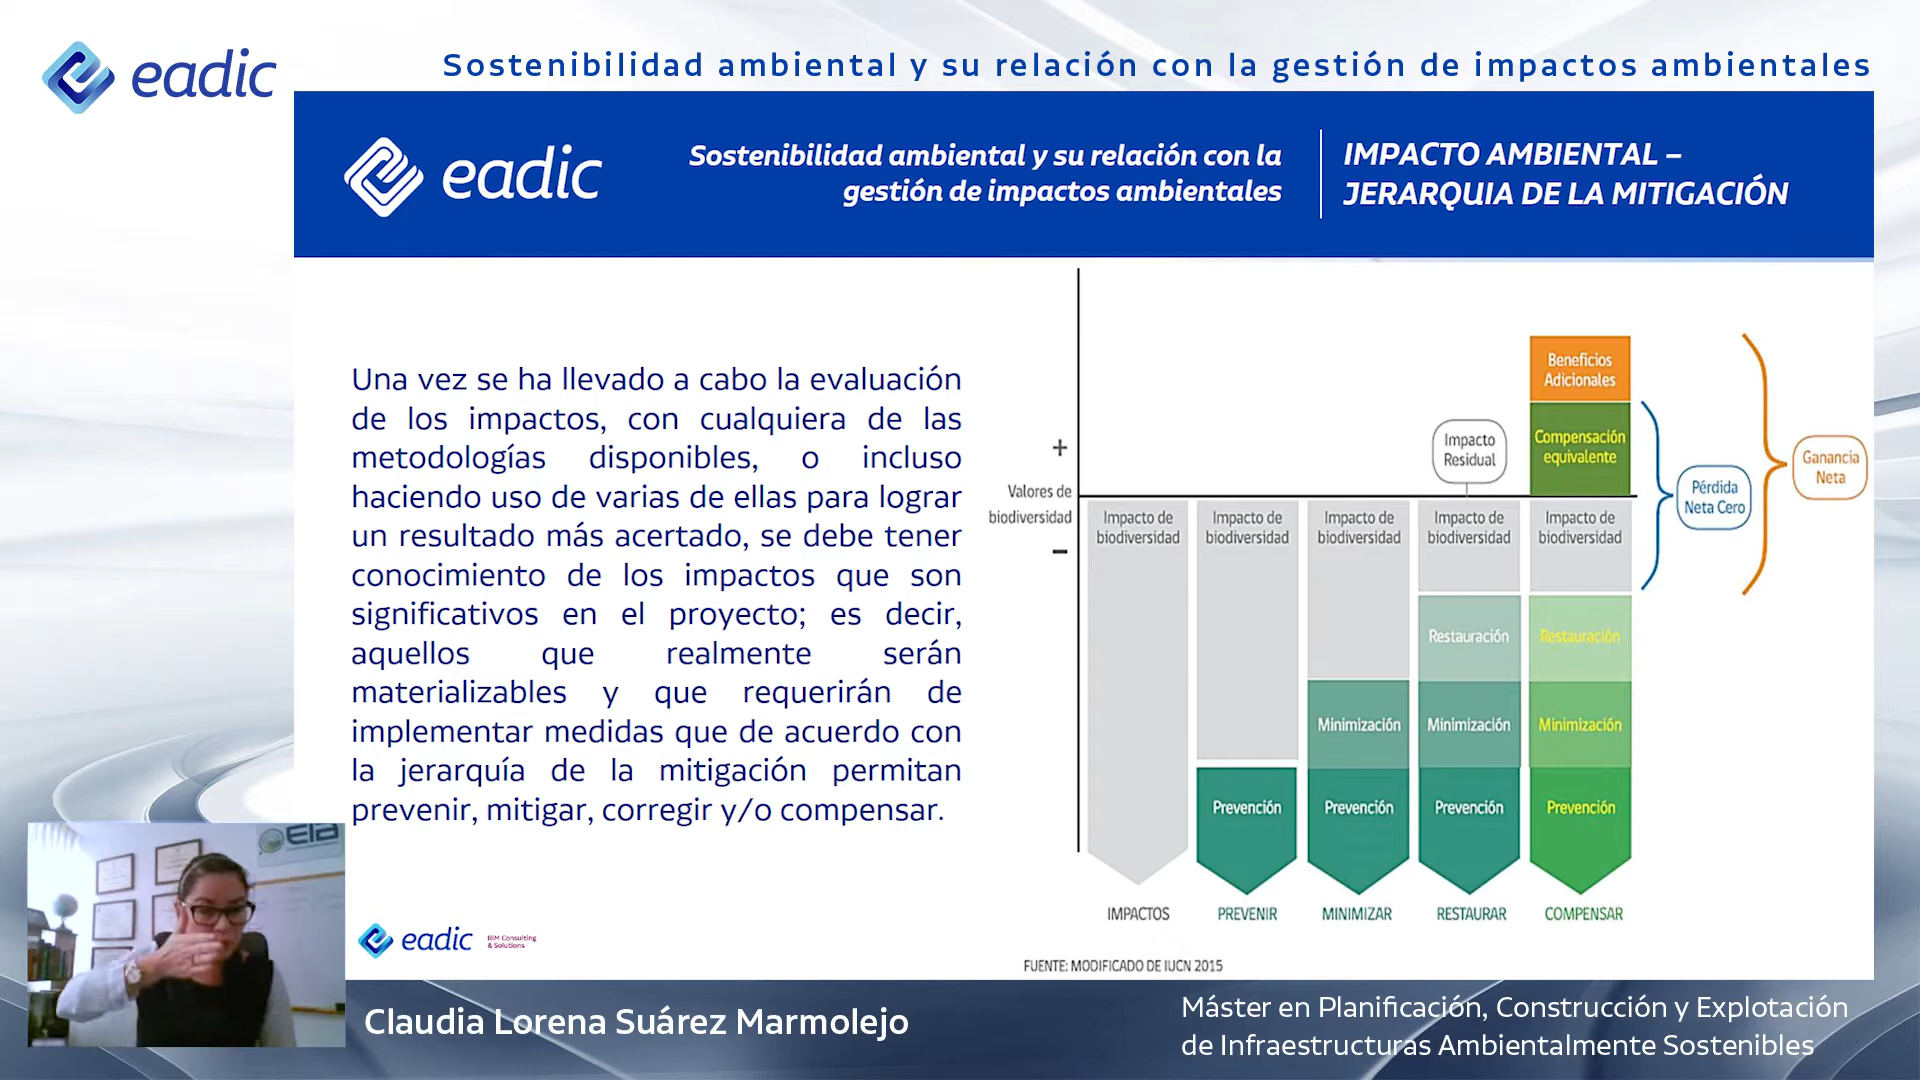 eadic
Sostenibilidad ambiental y su relación con la gestión de impactos ambientales
eadic
Sostenibilidad ambiental y su relación con la
gestión de impactos ambientales
IMPACTO AMBIENTAL –
JERARQUIA DE LA MITIGACIÓN
Una vez se ha llevado a cabo la evaluación
de los impactos, con cualquiera de las
metodologías disponibles, o incluso
haciendo uso de varias de ellas para lograr
un resultado más acertado, se debe tener
conocimiento de los impactos que son
significativos en el proyecto; es decir,
aquellos que realmente serán
materializables y que requerirán de
implementar medidas que de acuerdo con
la jerarquía de la mitigación permitan
prevenir, mitigar, corregir y/o compensar.
+
Valores de
biodiversidad
–
Impacto de
biodiversidad
Impacto de
biodiversidad
Prevención
Impacto de
biodiversidad
Minimización
Prevención
Impacto
Residual
Impacto de
biodiversidad
Restauración
Minimización
Prevención
Beneficios
Adicionales
Compensación
equivalente
Impacto de
biodiversidad
Restauración
Minimización
Prevención
Pérdida
Neta Cero
Ganancia
Neta
IMPACTOS
PREVENIR
MINIMIZAR
RESTAURAR
COMPENSAR
FUENTE: MODIFICADO DE IUCN 2015
eadic
BIM Consulting
& Solutions
EIA
Claudia Lorena Suárez Marmolejo
Máster en Planificación, Construcción y Explotación
de Infraestructuras Ambientalmente Sostenibles